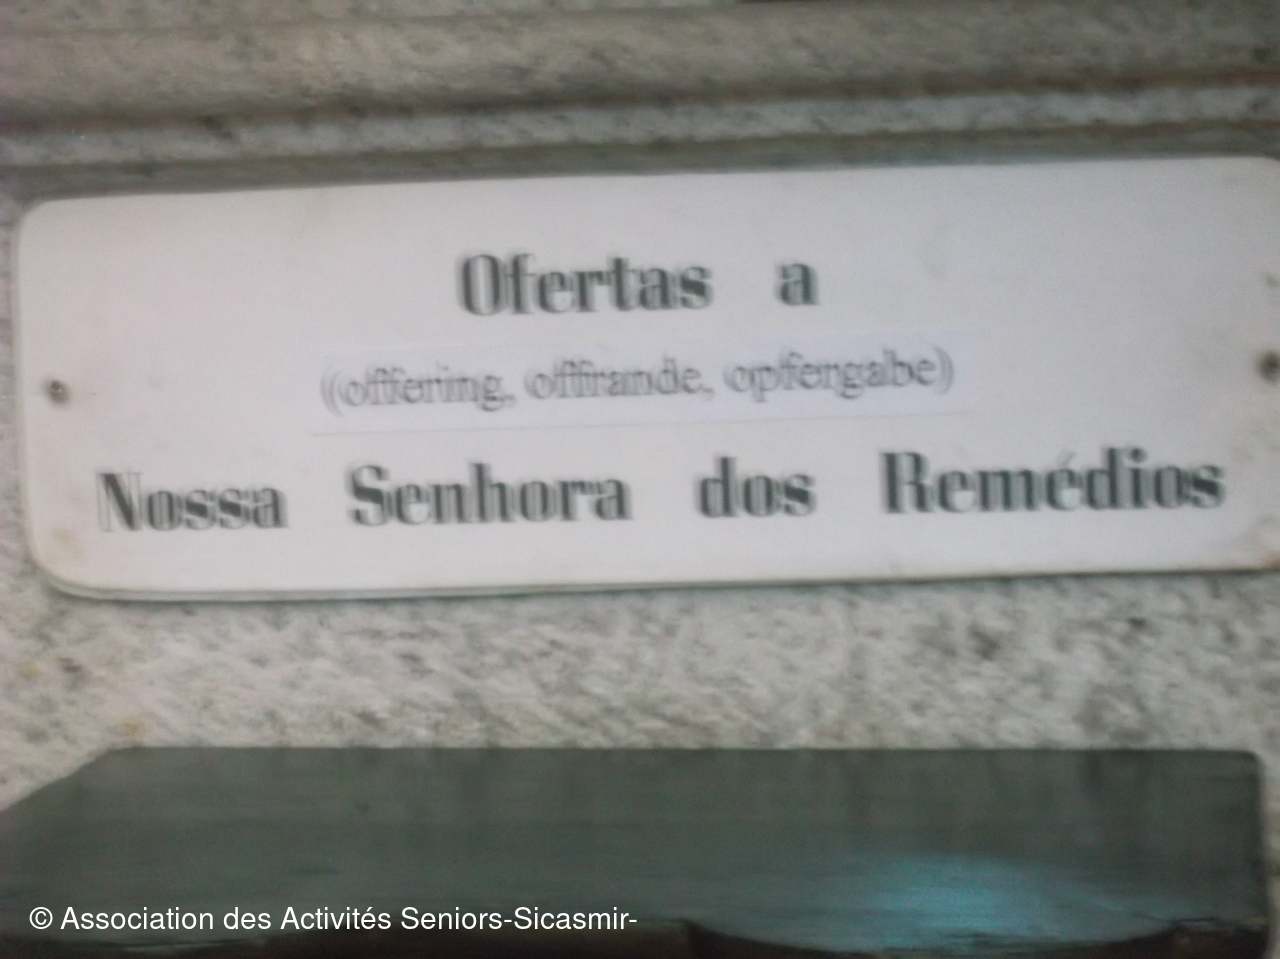 Ofertas a
(offering, offrande, opfergabe)
Nossa Senhora dos Remédios
© Association des Activités Seniors-Sicasmir-